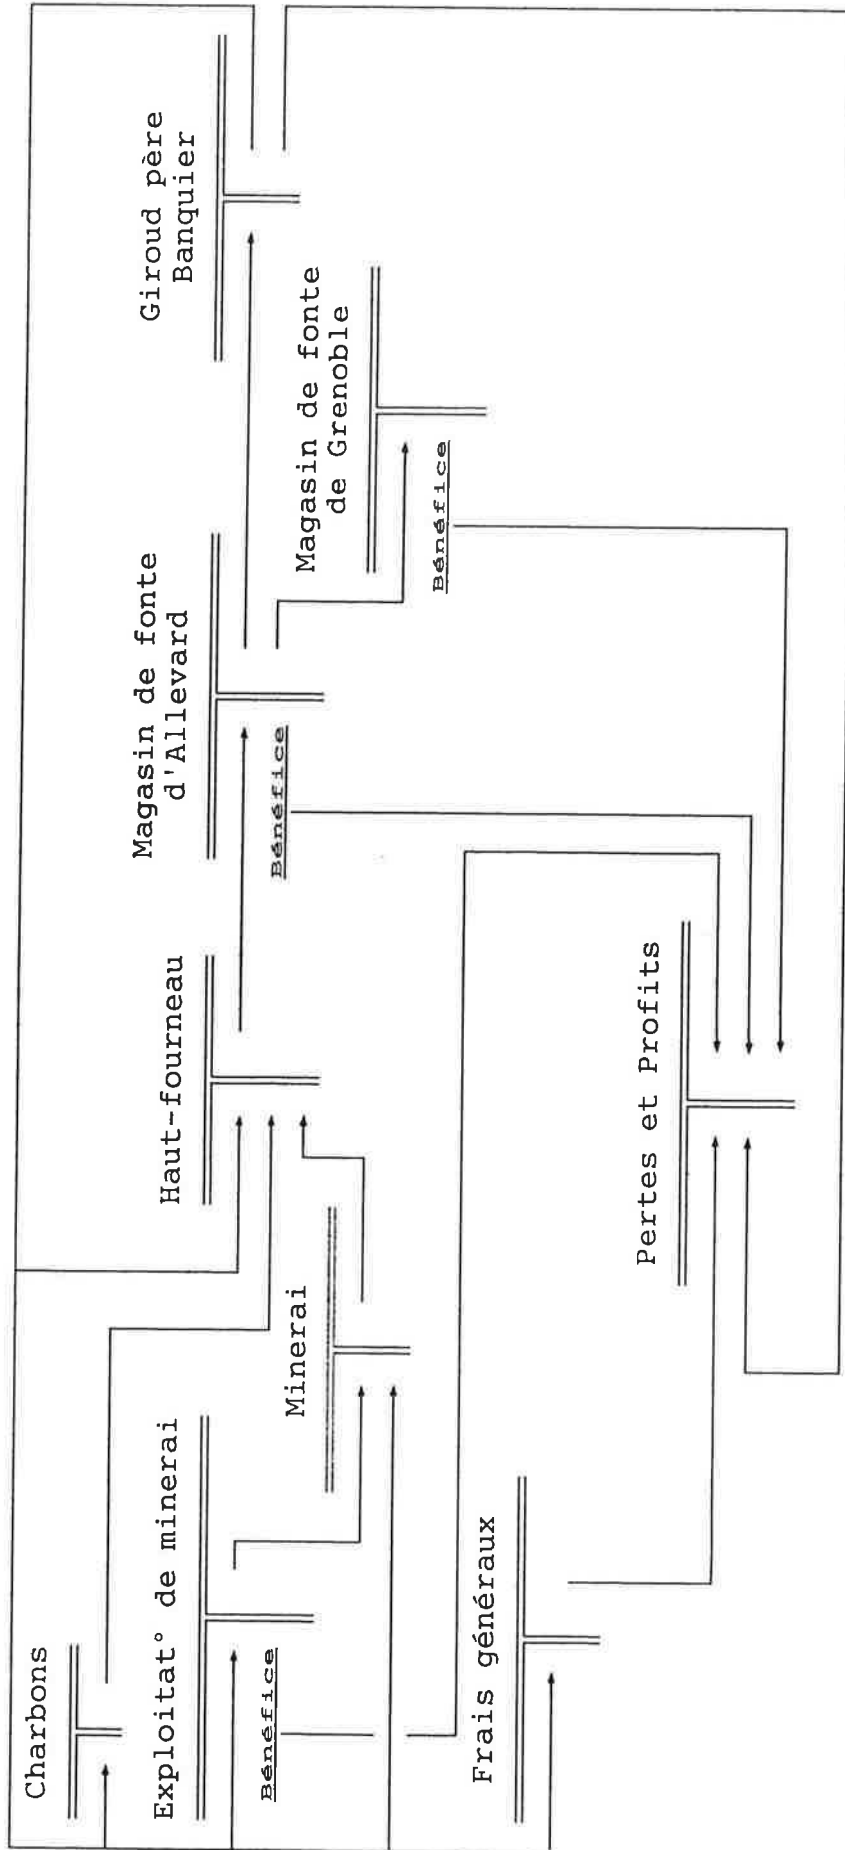 Charbons
Exploitat° de minerai
Bénéfice
Minerai
Frais généraux
Haut-fourneau
Pertes et Profits
Magasin de fonte
d'Allevard
Bénéfice
Magasin de fonte
de Grenoble
Bénéfice
Giroud père
Banquier